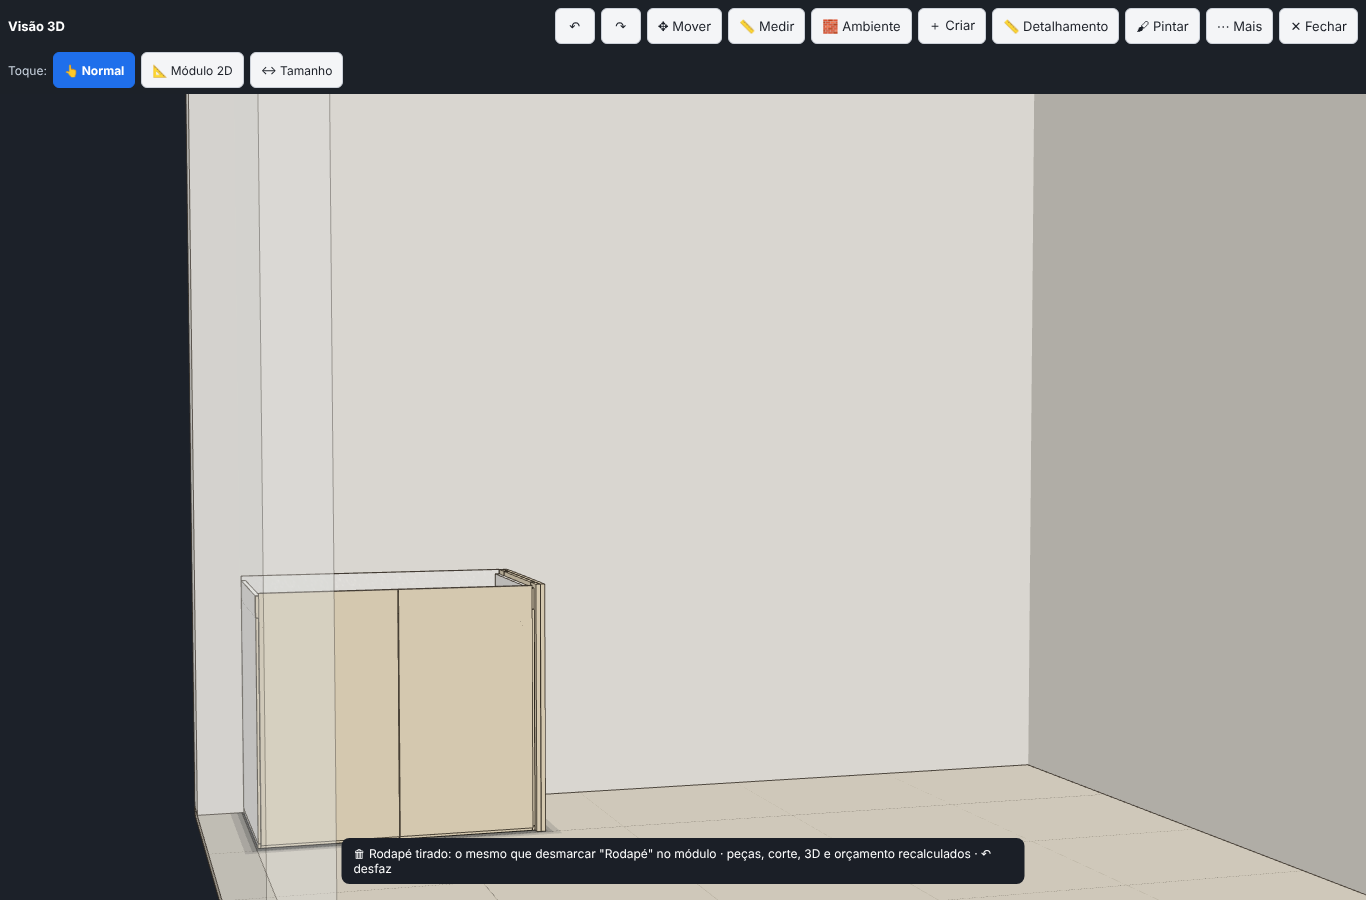 Visão 3D
↶
↷
✥ Mover
📏 Medir
🧱 Ambiente
＋ Criar
📏 Detalhamento
🖌 Pintar
⋯ Mais
✕ Fechar
Toque:
👆 Normal
📐 Módulo 2D
↔ Tamanho
🗑 Rodapé tirado: o mesmo que desmarcar "Rodapé" no módulo · peças, corte, 3D e orçamento recalculados · ↶
desfaz